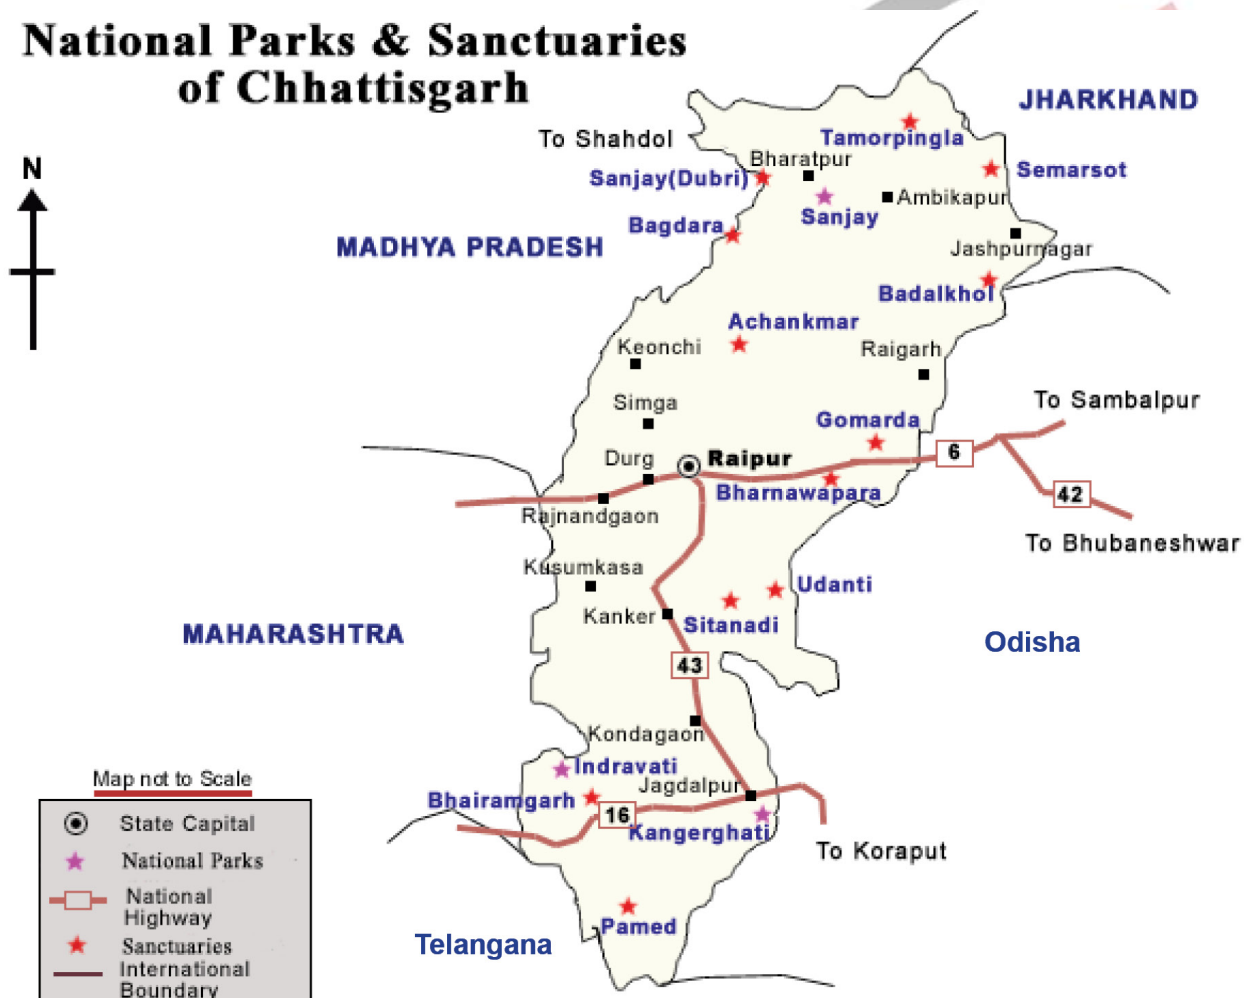 National Parks & Sanctuaries
of Chhattisgarh
JHARKHAND
To Shahdol
Tamorpingla
Bharatpur
N
Sanjay(Dubri)
Semarsot
Ambikapur
Sanjay
Bagdara
MADHYA PRADESH
Jashpurnagar
Badalkhol
Achankmar
Keonchi
Raigarh
Simga
To Sambalpur
Gomarda
Durg
Raipur
6
Bharnawapara
42
Rajnandgaon
To Bhubaneshwar
Kusumkasa
Udanti
Kanker
Sitanadi
MAHARASHTRA
Odisha
43
Kondagaon
Indravati
Map not to Scale
Jagdalpur
Bhairamgarh
16
State Capital
Kangerghati
To Koraput
National Parks
National
Highway
Pamed
Telangana
Sanctuaries
International
Boundary